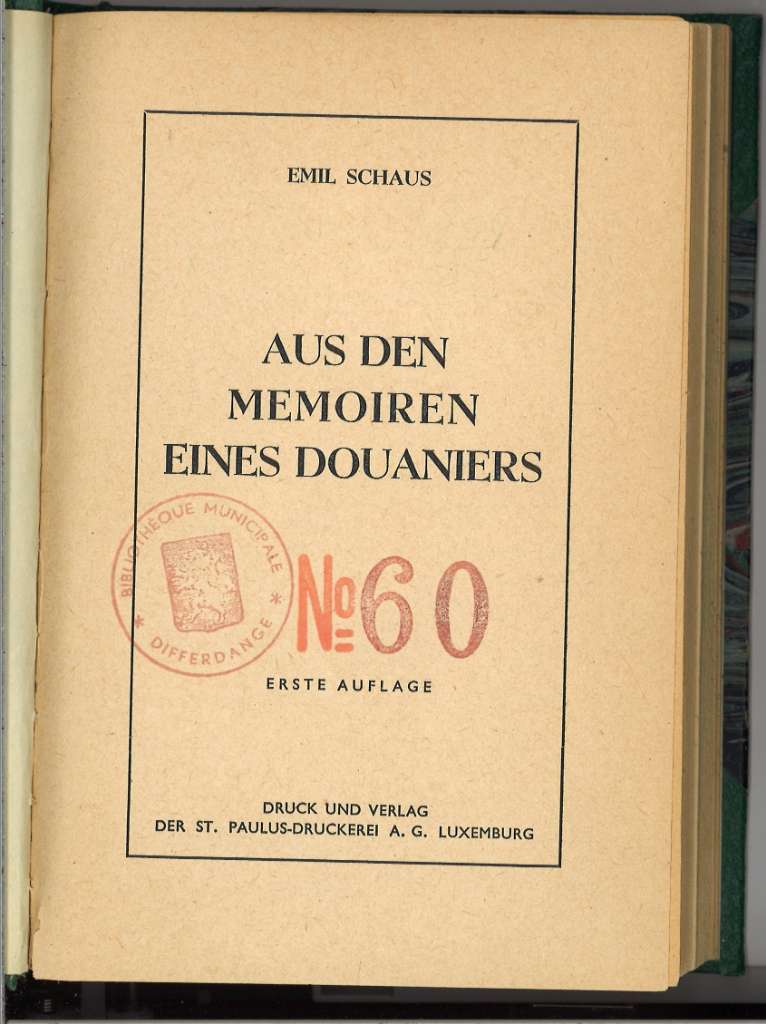 EMIL SCHAUS
AUS DEN
MEMOIREN
EINES DOUANIERS
BIBLIOTHÈQUE MUNICIPALE
* DIFFERDANGE *
No 60
ERSTE AUFLAGE
DRUCK UND VERLAG
DER ST. PAULUS-DRUCKEREI A. G. LUXEMBURG